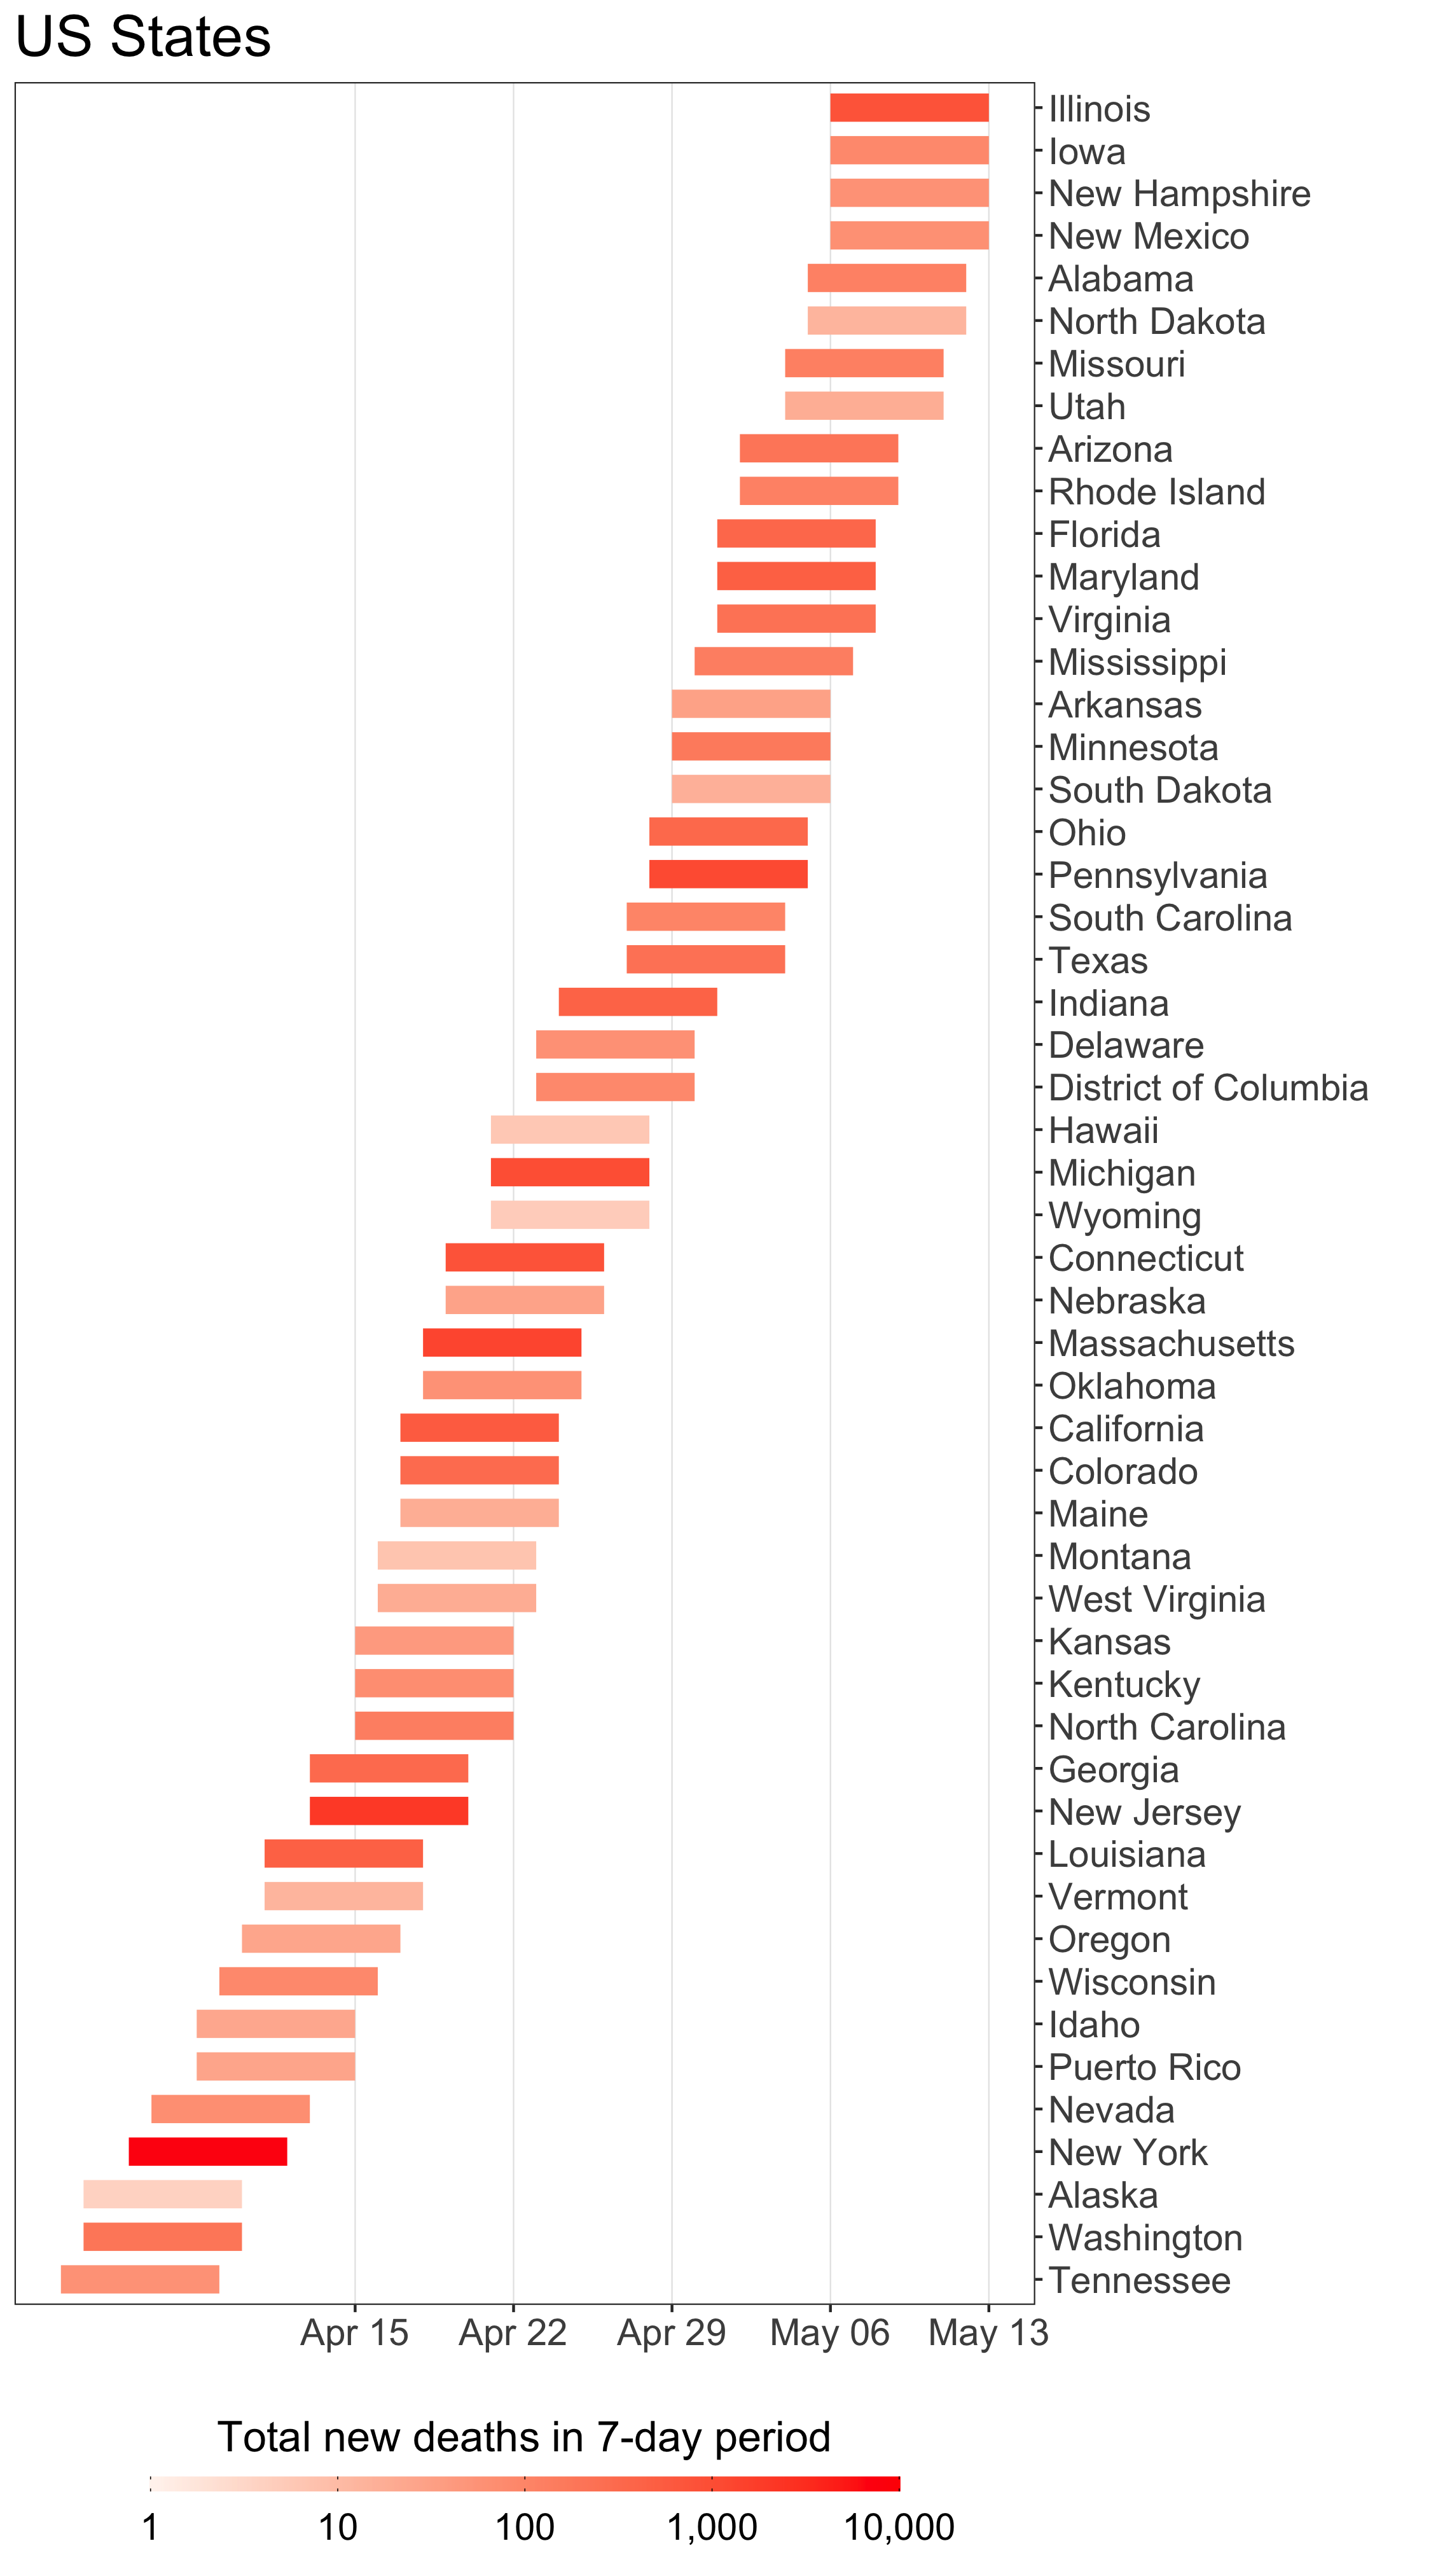 US States
Illinois
Iowa
New Hampshire
New Mexico
Alabama
North Dakota
Missouri
Utah
Arizona
Rhode Island
Florida
Maryland
Virginia
Mississippi
Arkansas
Minnesota
South Dakota
Ohio
Pennsylvania
South Carolina
Texas
Indiana
Delaware
District of Columbia
Hawaii
Michigan
Wyoming
Connecticut
Nebraska
Massachusetts
Oklahoma
California
Colorado
Maine
Montana
West Virginia
Kansas
Kentucky
North Carolina
Georgia
New Jersey
Louisiana
Vermont
Oregon
Wisconsin
Idaho
Puerto Rico
Nevada
New York
Alaska
Washington
Tennessee
Apr 15 Apr 22 Apr 29 May 06 May 13
Total new deaths in 7-day period
1 10 100 1,000 10,000